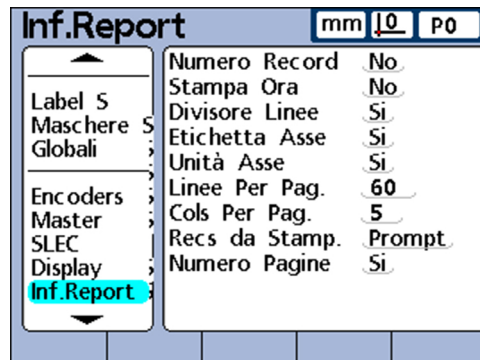 Inf.Report
mm 0 P0
Label S
Maschere S
Globali
Encoders
Master
SLEC
Display
Inf.Report
Numero Record No
Stampa Ora No
Divisore Linee Si
Etichetta Asse Si
Unità Asse Si
Linee Per Pag. 60
Cols Per Pag. 5
Recs da Stamp. Prompt
Numero Pagine Si